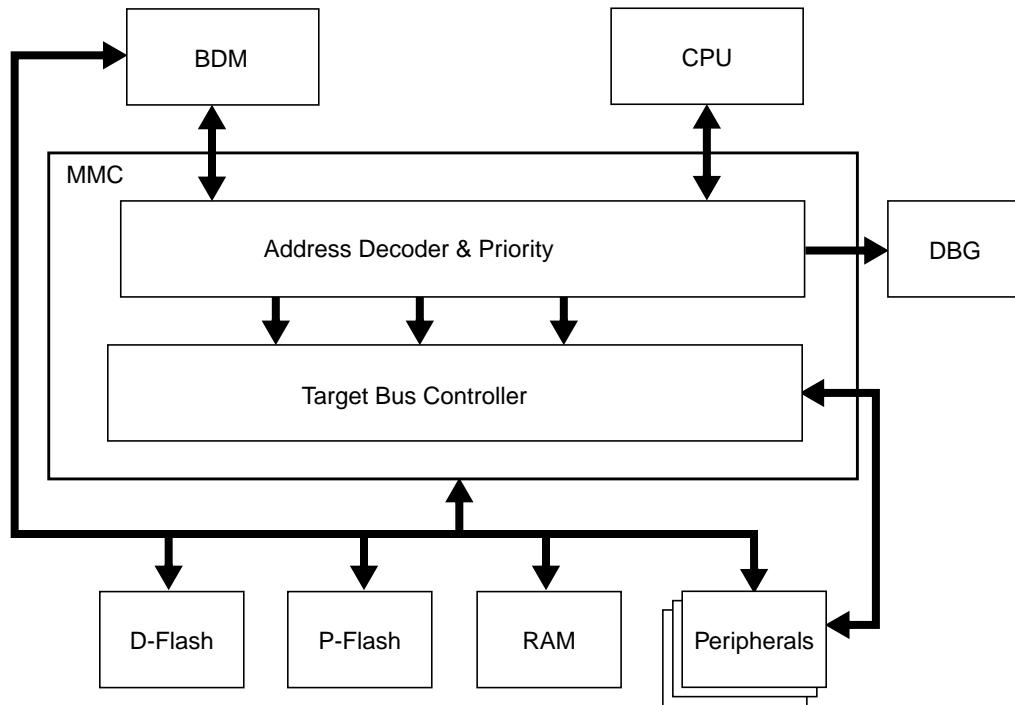 BDM
CPU
MMC
Address Decoder & Priority
DBG
Target Bus Controller
D-Flash
P-Flash
RAM
Peripherals